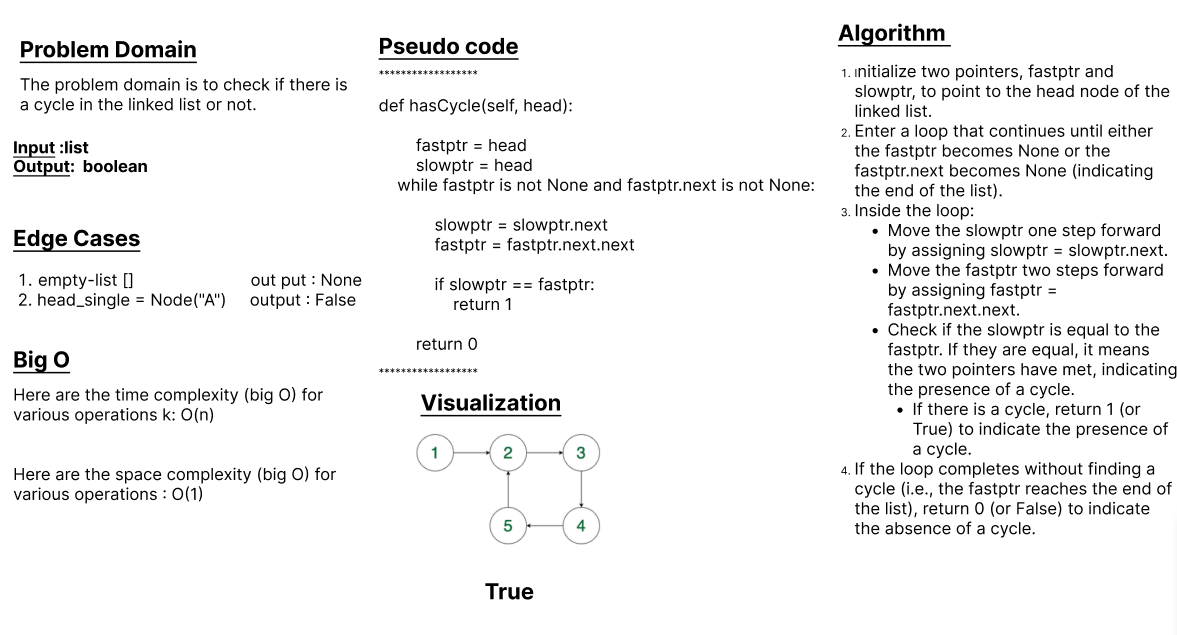 Problem Domain
The problem domain is to check if there is
a cycle in the linked list or not.
Input :list
Output: boolean
Edge Cases
1. empty-list [] out put : None
2. head_single = Node("A") output : False
Big O
Here are the time complexity (big O) for
various operations k: O(n)
Here are the space complexity (big O) for
various operations : O(1)
Pseudo code
******************
def hasCycle(self, head):
fastptr = head
slowptr = head
while fastptr is not None and fastptr.next is not None:
slowptr = slowptr.next
fastptr = fastptr.next.next
if slowptr == fastptr:
return 1
return 0
******************
Visualization
1 2 3
5 4
True
Algorithm
1. Initialize two pointers, fastptr and
slowptr, to point to the head node of the
linked list.
2. Enter a loop that continues until either
the fastptr becomes None or the
fastptr.next becomes None (indicating
the end of the list).
3. Inside the loop:
• Move the slowptr one step forward
by assigning slowptr = slowptr.next.
• Move the fastptr two steps forward
by assigning fastptr =
fastptr.next.next.
• Check if the slowptr is equal to the
fastptr. If they are equal, it means
the two pointers have met, indicating
the presence of a cycle.
• If there is a cycle, return 1 (or
True) to indicate the presence of
a cycle.
4. If the loop completes without finding a
cycle (i.e., the fastptr reaches the end of
the list), return 0 (or False) to indicate
the absence of a cycle.